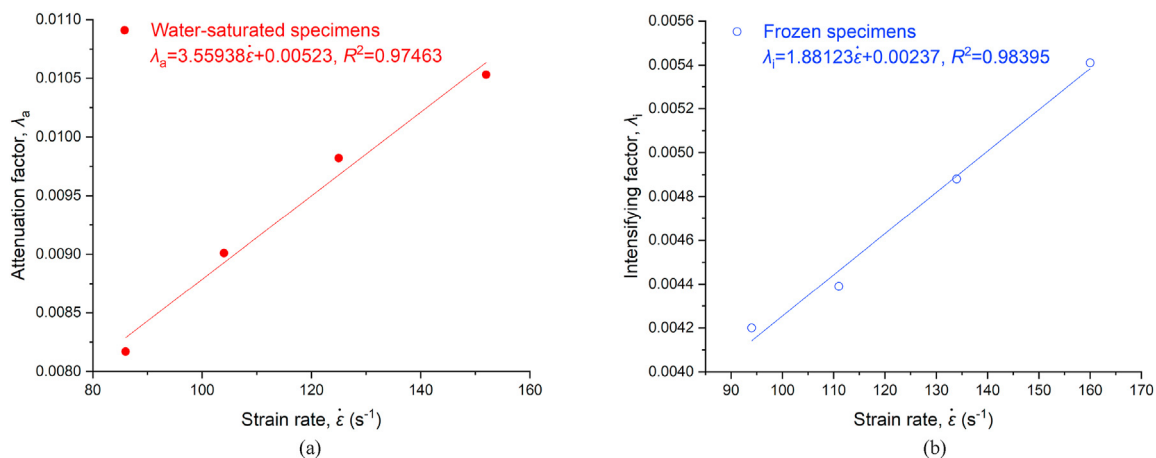 0.0110
0.0105
0.0100
0.0095
0.0090
0.0085
0.0080
Attenuation factor, λa
Water-saturated specimens
λa=3.55938ε̇+0.00523, R²=0.97463
80 100 120 140 160
Strain rate, ε̇ (s⁻¹)
(a)
0.0056
0.0054
0.0052
0.0050
0.0048
0.0046
0.0044
0.0042
0.0040
Intensifying factor, λi
Frozen specimens
λi=1.88123ε̇+0.00237, R²=0.98395
90 100 110 120 130 140 150 160 170
Strain rate, ε̇ (s⁻¹)
(b)